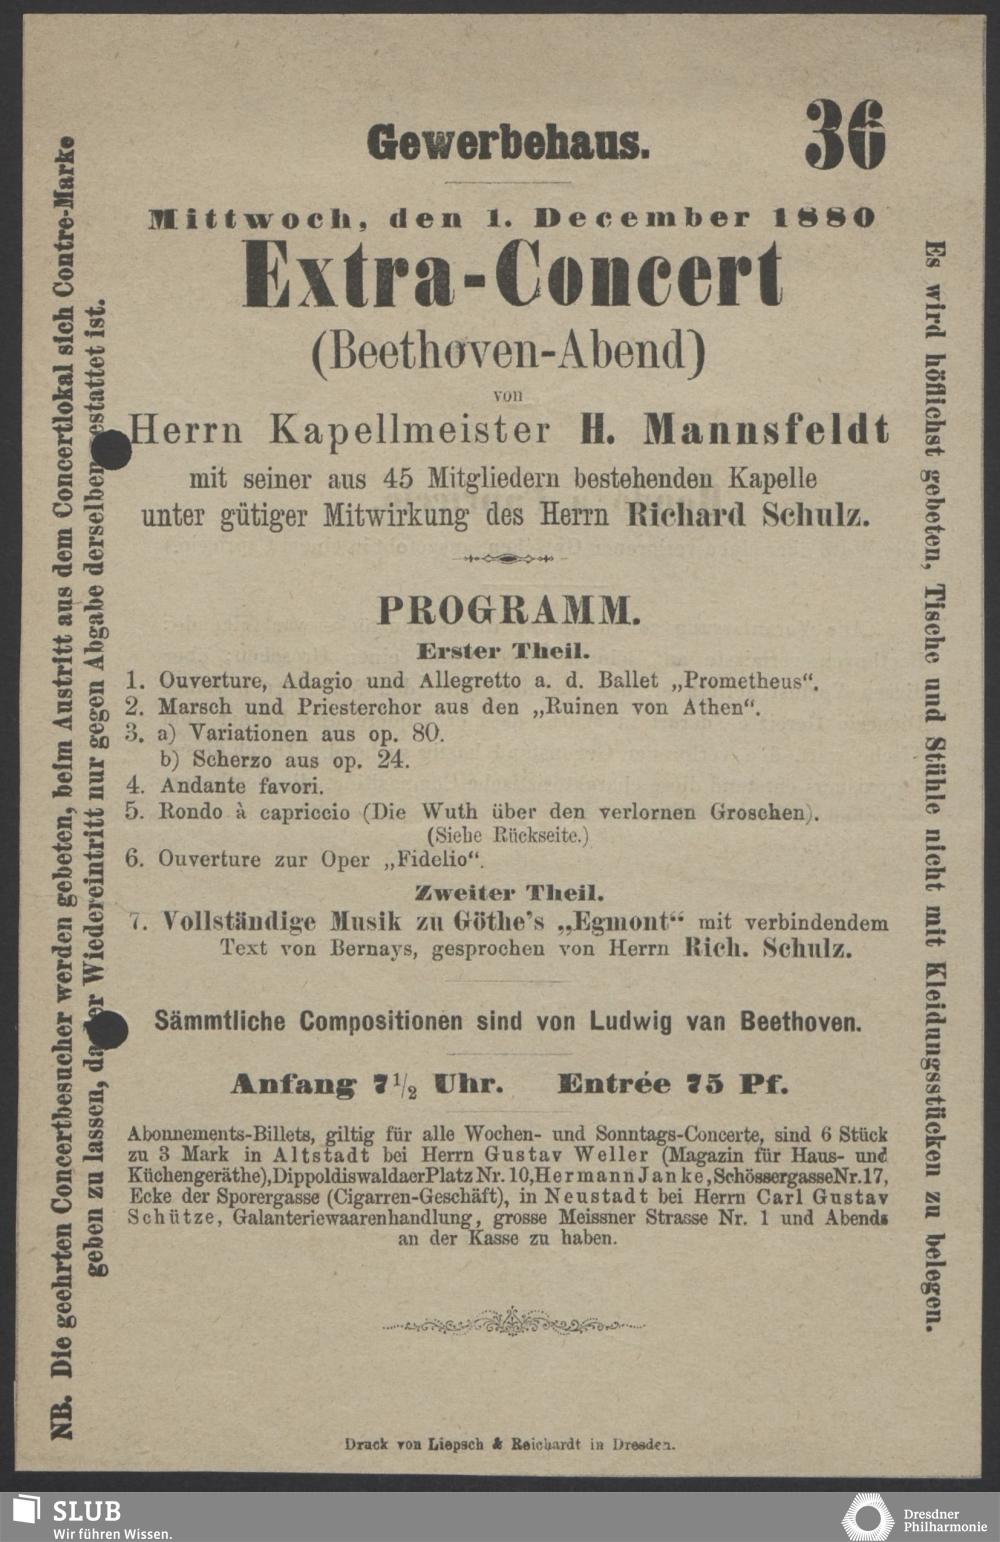 36
Gewerbehaus.
Mittwoch, den 1. December 1880
Extra-Concert
(Beethoven-Abend)
von
Herrn Kapellmeister H. Mannsfeldt
mit seiner aus 45 Mitgliedern bestehenden Kapelle
unter gütiger Mitwirkung des Herrn Richard Schulz.
PROGRAMM.
Erster Theil.
1. Ouverture, Adagio und Allegretto a. d. Ballet „Prometheus“.
2. Marsch und Priesterchor aus den „Ruinen von Athen“.
3. a) Variationen aus op. 80.
b) Scherzo aus op. 24.
4. Andante favori.
5. Rondo à capriccio (Die Wuth über den verlornen Groschen).
(Siehe Rückseite.)
6. Ouverture zur Oper „Fidelio“.
Zweiter Theil.
7. Vollständige Musik zu Göthe's „Egmont“ mit verbindendem
Text von Bernays, gesprochen von Herrn Rich. Schulz.
Sämmtliche Compositionen sind von Ludwig van Beethoven.
Anfang 7½ Uhr. Entrée 75 Pf.
Abonnements-Billets, giltig für alle Wochen- und Sonntags-Concerte, sind 6 Stück
zu 3 Mark in Altstadt bei Herrn Gustav Weller (Magazin für Haus- und
Küchengeräthe), Dippoldiswaldaer Platz Nr. 10, Hermann Janke, Schössergasse Nr. 17,
Ecke der Sporergasse (Cigarren-Geschäft), in Neustadt bei Herrn Carl Gustav
Schütze, Galanteriewaarenhandlung, grosse Meissner Strasse Nr. 1 und Abends
an der Kasse zu haben.
Druck von Liepsch & Reichardt in Dresden.
NB. Die geehrten Concertbesucher werden gebeten, beim Austritt aus dem Concertlokal sich Contre-Marke
geben zu lassen, da der Wiedereintritt nur gegen Abgabe derselben gestattet ist.
Es wird höflichst gebeten, Tische und Stühle nicht mit Kleidungsstücken zu belegen.
SLUB
Wir führen Wissen.
Dresdner
Philharmonie